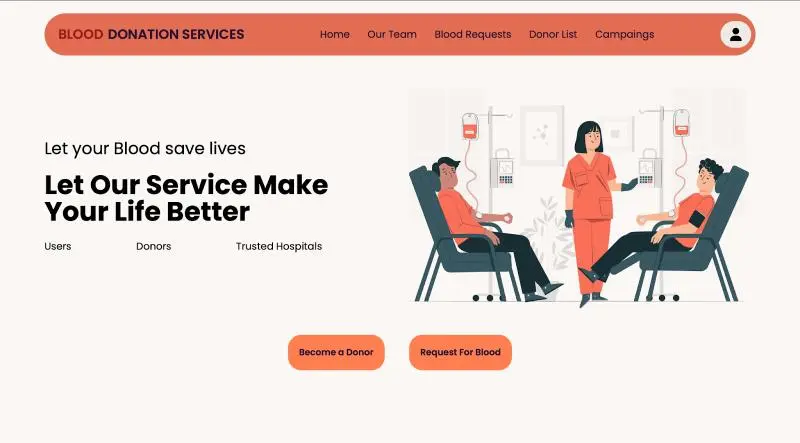 BLOOD DONATION SERVICES
Home Our Team Blood Requests Donor List Campaings
Let your Blood save lives
Let Our Service Make
Your Life Better
Users Donors Trusted Hospitals
Become a Donor Request For Blood